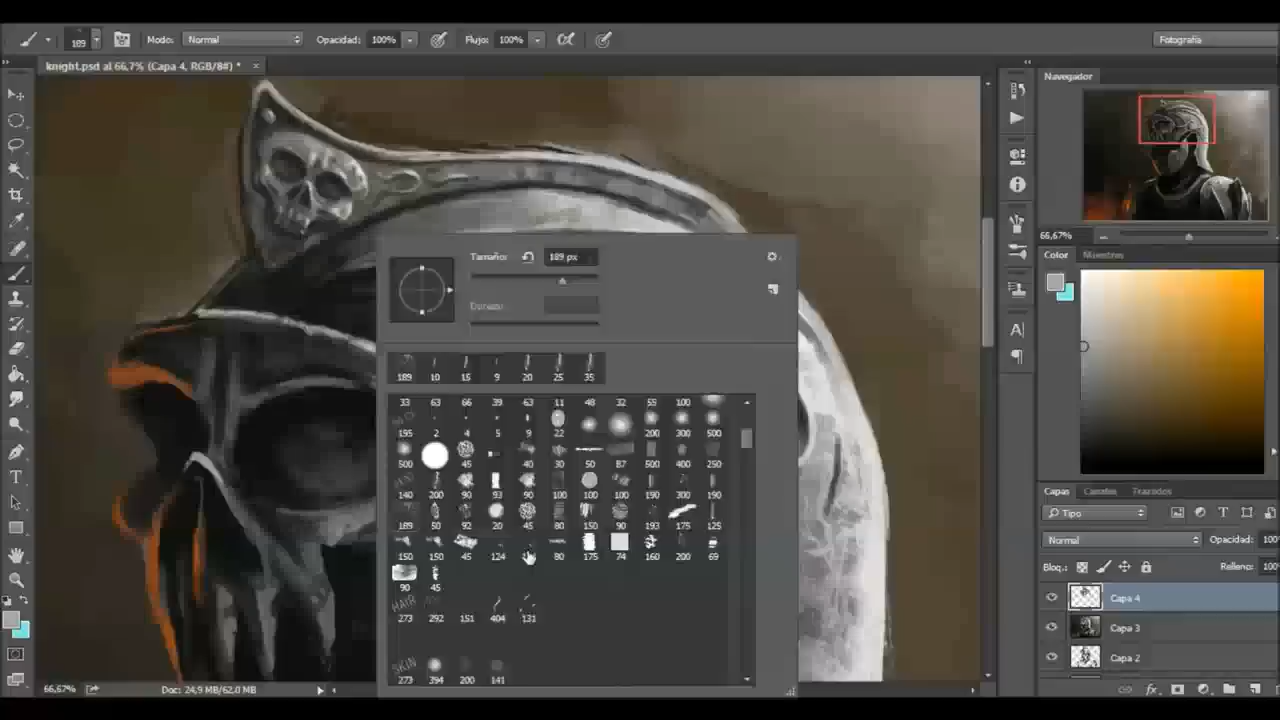 189 Modo: Normal Opacidad: 100% Flujo: 100% Fotografía
knight.psd al 66,7% (Capa 4, RGB/8#) * ×
Navegador
66,67%
Color Muestras
Tamaño: 189 px
Dureza:
189 10 15 9 20 25 35
33 63 66 39 63 11 48 32 55 100
195 2 4 5 9 22 200 300 500
500 45 40 30 50 87 500 400 250
140 200 90 93 90 100 100 100 190 300 190
189 50 92 20 45 80 150 90 193 175 125
150 150 45 124 80 175 74 160 200 69
90 45
HAIR
273 292 151 404 131
SKIN
273 394 200 141
Capas Canales Trazados
Tipo
Normal Opacidad: 100%
Bloq.: Relleno: 100%
Capa 4
Capa 3
Capa 2
66,67% Doc: 24,9 MB/62,0 MB